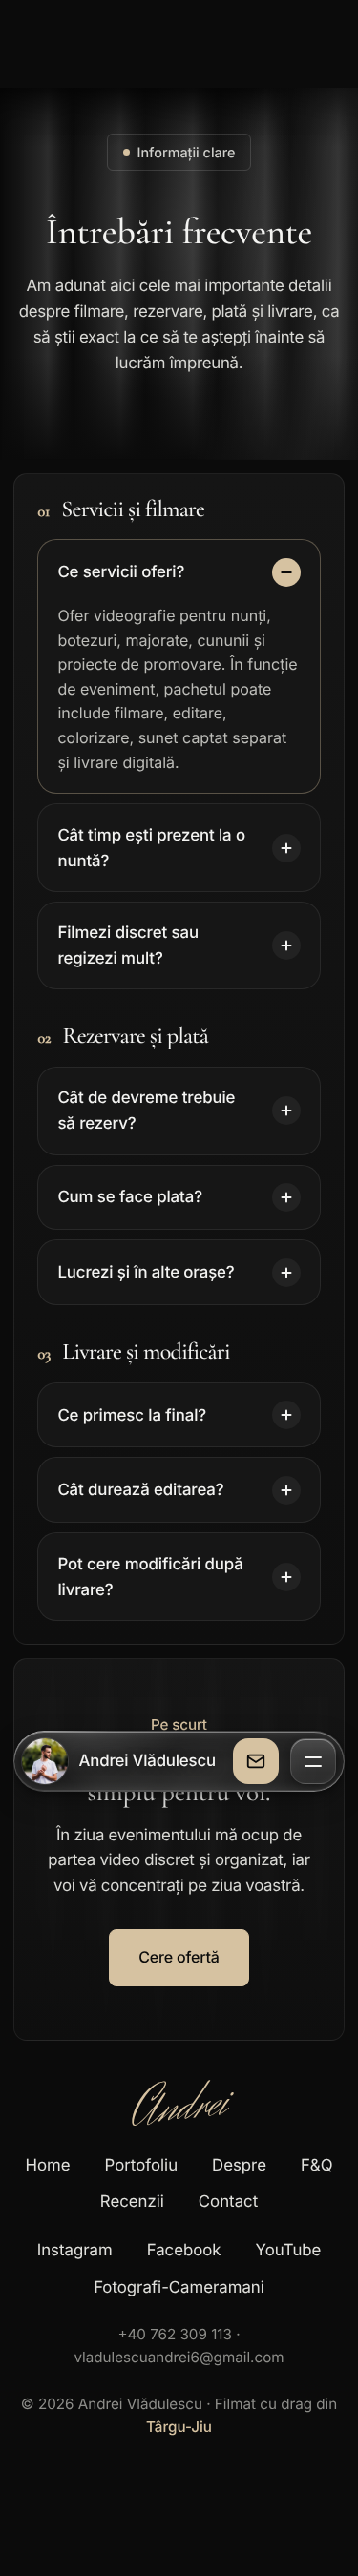 Informații clare
Întrebări frecvente
Am adunat aici cele mai importante detalii
despre filmare, rezervare, plată și livrare, ca
să știi exact la ce să te aștepți înainte să
lucrăm împreună.
01 Servicii și filmare
Ce servicii oferi?
Ofer videografie pentru nunți,
botezuri, majorate, cununii și
proiecte de promovare. În funcție
de eveniment, pachetul poate
include filmare, editare,
colorizare, sunet captat separat
și livrare digitală.
Cât timp ești prezent la o
nuntă?
Filmezi discret sau
regizezi mult?
02 Rezervare și plată
Cât de devreme trebuie
să rezerv?
Cum se face plata?
Lucrezi și în alte orașe?
03 Livrare și modificări
Ce primesc la final?
Cât durează editarea?
Pot cere modificări după
livrare?
Pe scurt
Andrei Vlădulescu
simplu pentru voi.
În ziua evenimentului mă ocup de
partea video discret și organizat, iar
voi vă concentrați pe ziua voastră.
Cere ofertă
Andrei
Home Portofoliu Despre F&Q
Recenzii Contact
Instagram Facebook YouTube
Fotografi-Cameramani
+40 762 309 113 ·
vladulescuandrei6@gmail.com
© 2026 Andrei Vlădulescu · Filmat cu drag din
Târgu-Jiu